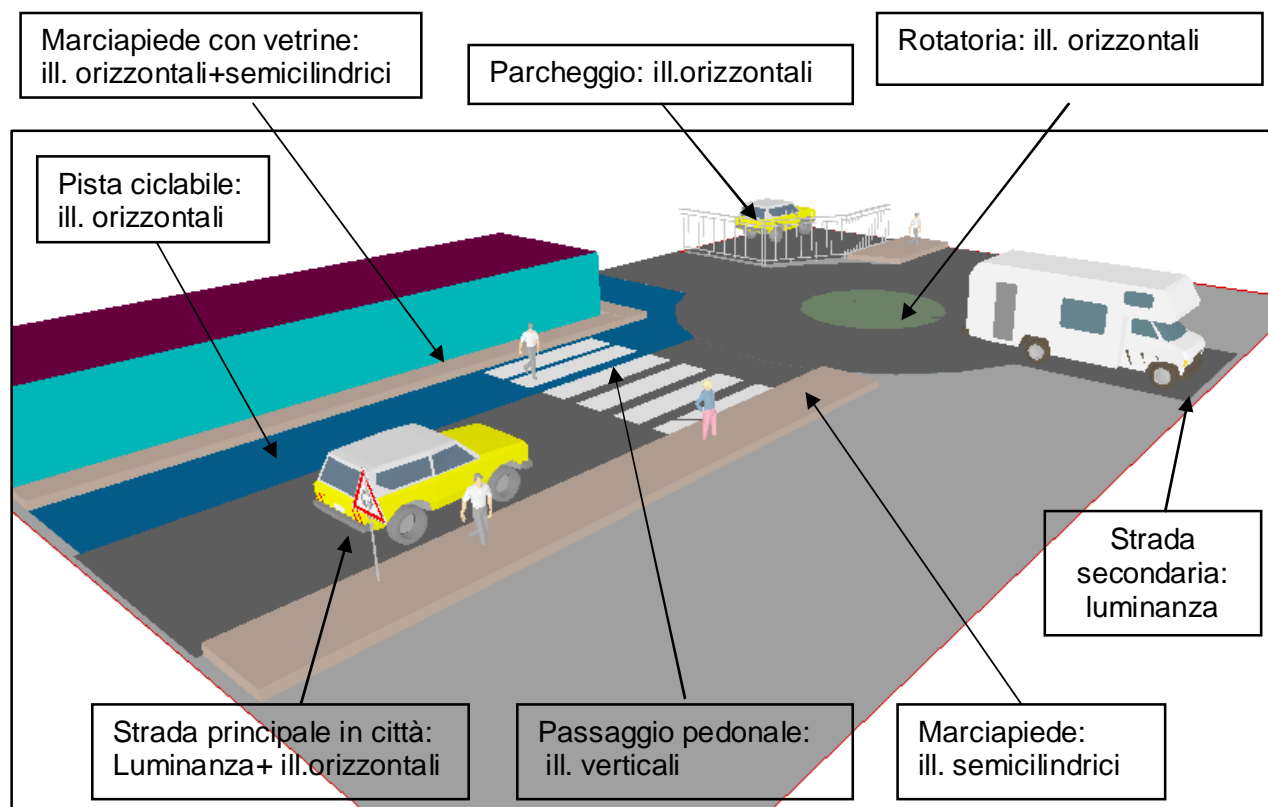 Marciapiede con vetrine:
ill. orizzontali+semicilindrici
Parcheggio: ill.orizzontali
Rotatoria: ill. orizzontali
Pista ciclabile:
ill. orizzontali
Strada
secondaria:
luminanza
Strada principale in città:
Luminanza+ ill.orizzontali
Passaggio pedonale:
ill. verticali
Marciapiede:
ill. semicilindrici